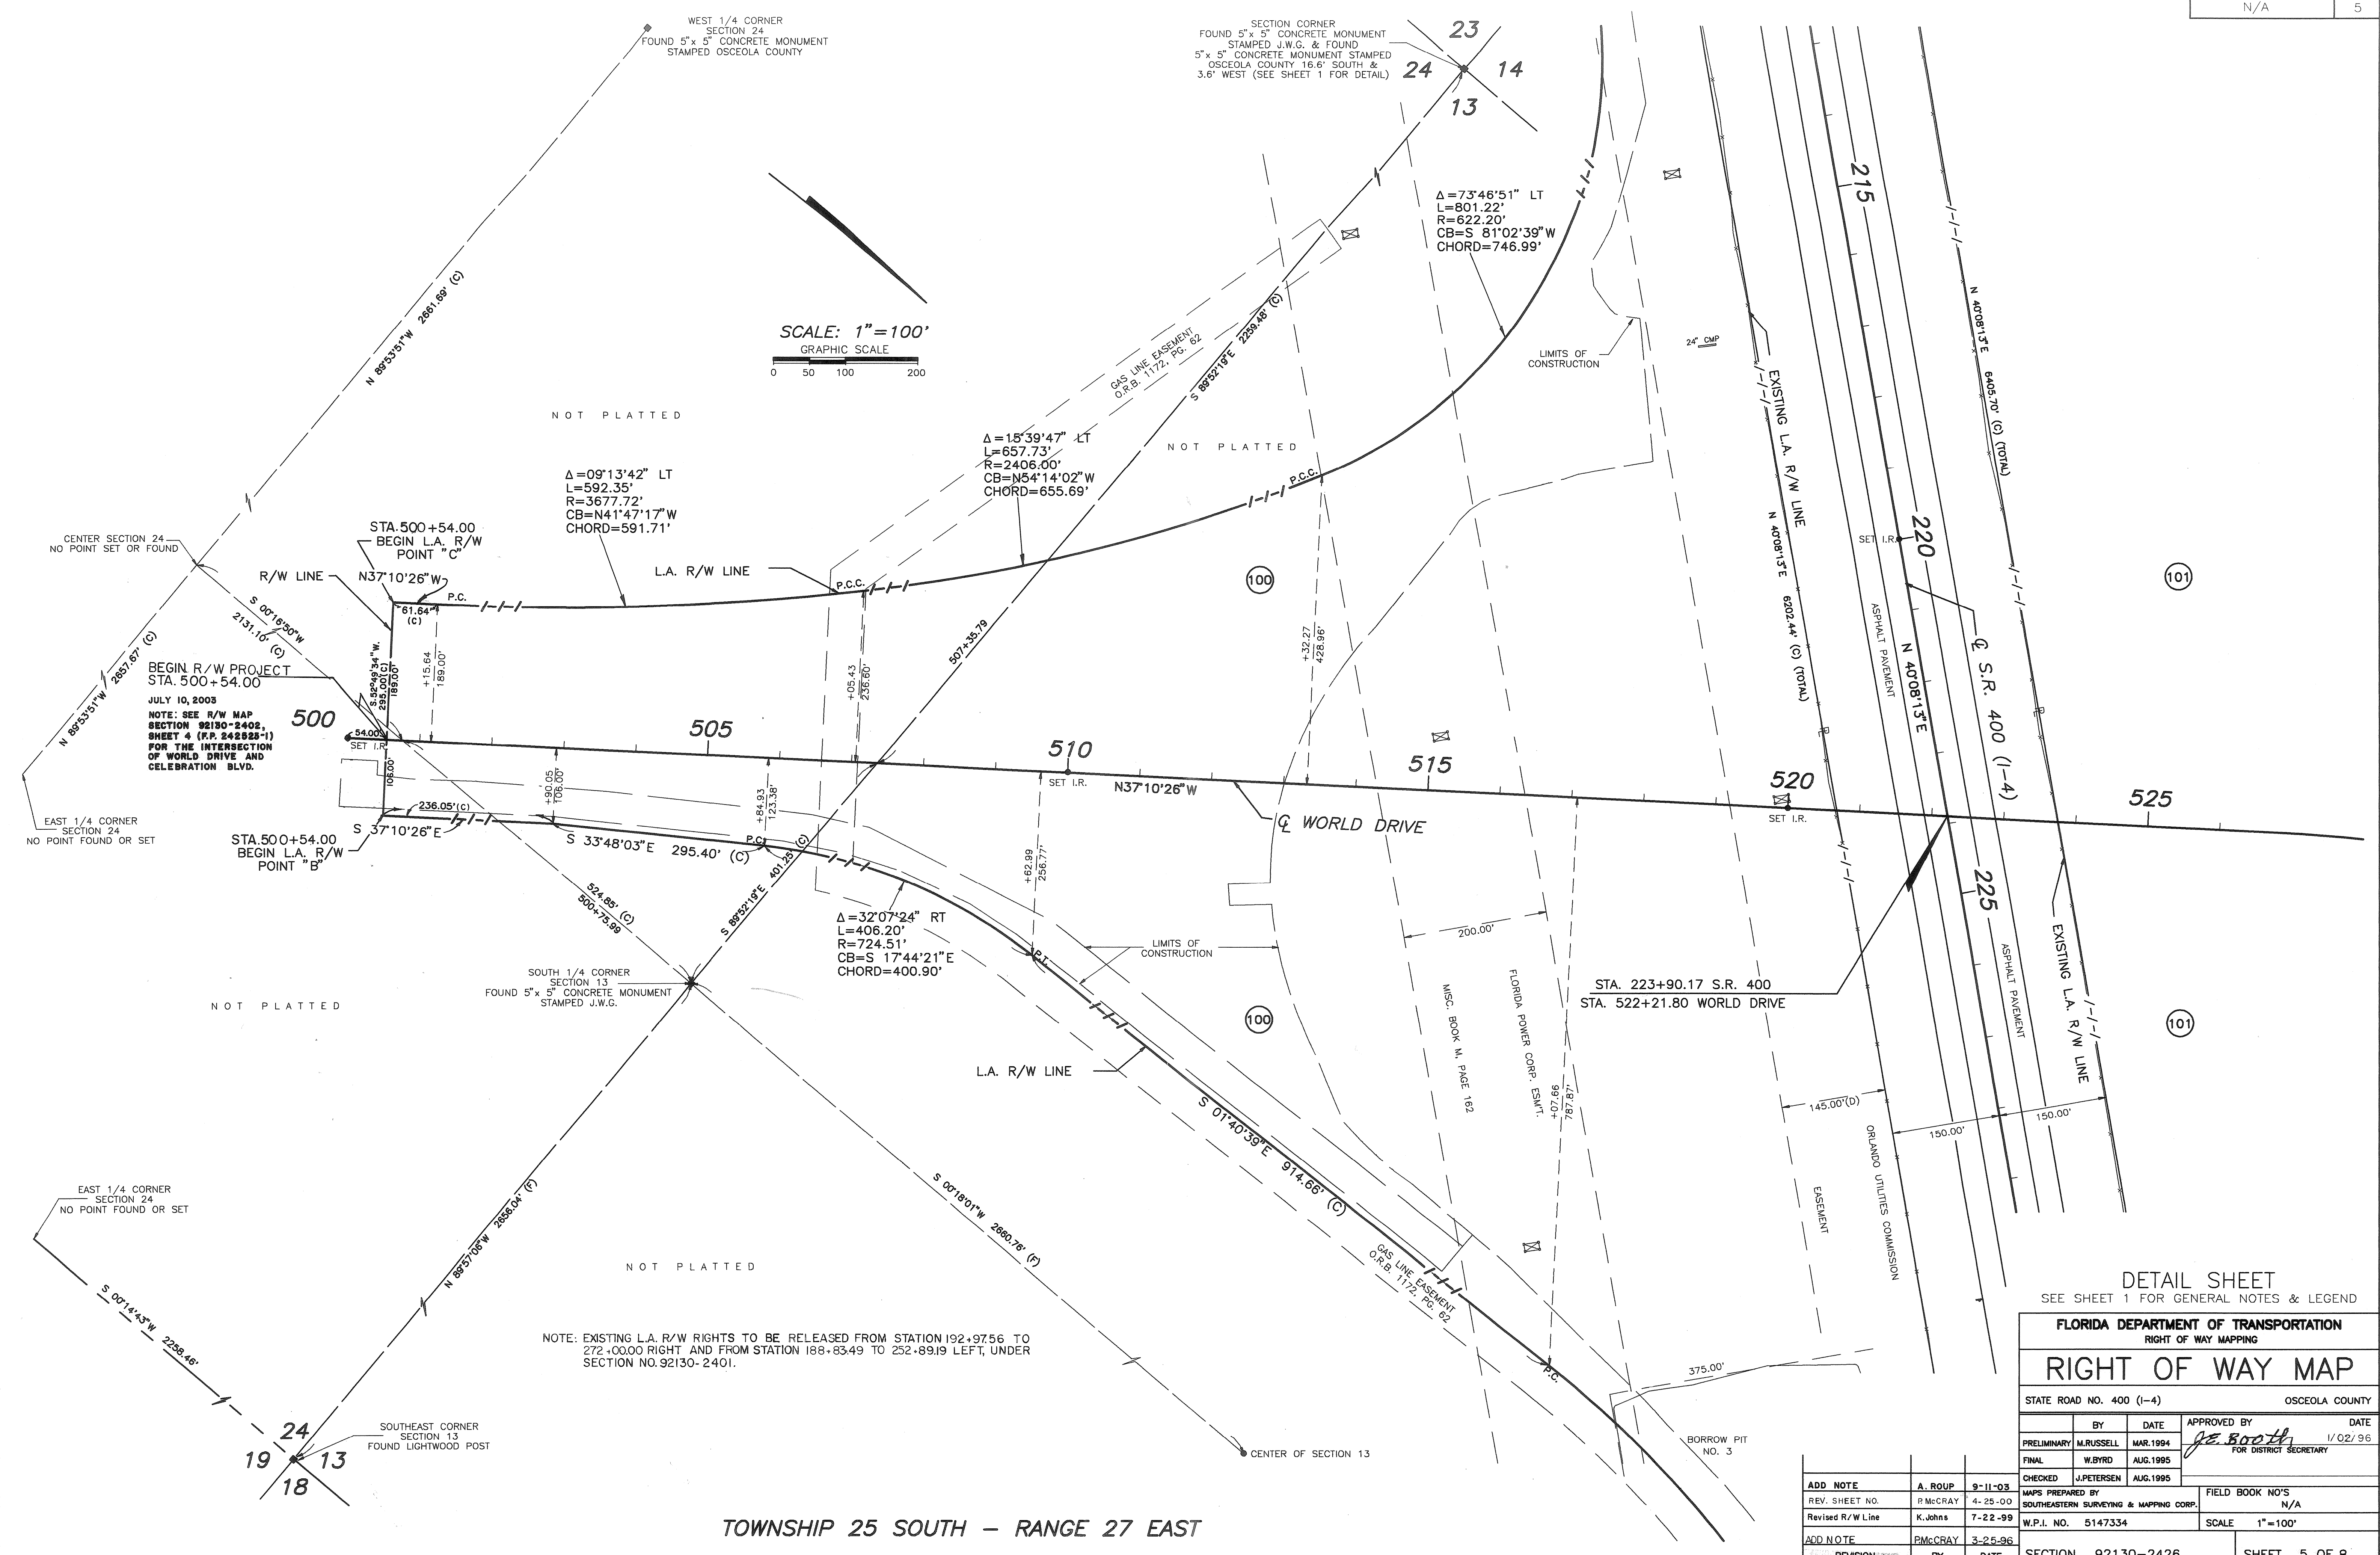 N/A
5
WEST 1/4 CORNER
SECTION 24
FOUND 5"x 5" CONCRETE MONUMENT
STAMPED OSCEOLA COUNTY
SECTION CORNER
FOUND 5"x 5" CONCRETE MONUMENT
STAMPED J.W.G. & FOUND
5"x 5" CONCRETE MONUMENT STAMPED
OSCEOLA COUNTY 16.6' SOUTH &
3.6' WEST (SEE SHEET 1 FOR DETAIL)
23
24
14
13
Δ=73°46'51" LT
L=801.22'
R=622.20'
CB=S 81°02'39"W
CHORD=746.99'
N 89°53'51"W 2661.69' (C)
SCALE: 1"=100'
GRAPHIC SCALE
0 50 100 200
GAS LINE EASEMENT
O.R.B. 1172, PG. 62
S 89°52'19"E 2259.48' (C)
LIMITS OF
CONSTRUCTION
24" CMP
EXISTING L.A. R/W LINE
N 40°08'13"E 6202.44' (C) (TOTAL)
215
N 40°08'13"E 6405.70' (C) (TOTAL)
NOT PLATTED
NOT PLATTED
Δ=09°13'42" LT
L=592.35'
R=3677.72'
CB=N41°47'17"W
CHORD=591.71'
Δ=15°39'47" LT
L=657.73'
R=2406.00'
CB=N54°14'02"W
CHORD=655.69'
P.C.C.
CENTER SECTION 24
NO POINT SET OR FOUND
STA. 500+54.00
BEGIN L.A. R/W
POINT "C"
R/W LINE
N37°10'26"W
P.C.
61.64'
(C)
L.A. R/W LINE
P.C.C.
SET I.R.
220
100
101
S 00°16'50"W
2131.10' (C)
N 89°53'51"W 2657.67' (C)
BEGIN R/W PROJECT
STA. 500+54.00
JULY 10, 2003
NOTE: SEE R/W MAP
SECTION 92130-2402,
SHEET 4 (F.P. 242525-1)
FOR THE INTERSECTION
OF WORLD DRIVE AND
CELEBRATION BLVD.
S.52°49'34"W.
295.00'(C)
189.00'
+15.64
189.00'
+05.43
236.60'
507+35.79
+32.27
428.96'
ASPHALT PAVEMENT
N 40°08'13"E
℄ S.R. 400 (I-4)
500
54.00'
SET I.R.
505
510
SET I.R.
N37°10'26"W
515
520
SET I.R.
525
℄ WORLD DRIVE
106.00'
236.05'(C)
S 37°10'26"E
+90.05
106.00'
S 33°48'03"E 295.40' (C)
+84.93
123.38'
P.C.
EAST 1/4 CORNER
SECTION 24
NO POINT FOUND OR SET
STA.500+54.00
BEGIN L.A. R/W
POINT "B"
524.85' (C)
500+75.99
S 89°52'19"E 401.25' (C)
+62.99
256.77'
Δ=32°07'24" RT
L=406.20'
R=724.51'
CB=S 17°44'21"E
CHORD=400.90'
P.T.
LIMITS OF
CONSTRUCTION
200.00'
225
SOUTH 1/4 CORNER
SECTION 13
FOUND 5"x 5" CONCRETE MONUMENT
STAMPED J.W.G.
NOT PLATTED
STA. 223+90.17 S.R. 400
STA. 522+21.80 WORLD DRIVE
100
101
ASPHALT PAVEMENT
EXISTING L.A. R/W LINE
MISC. BOOK M, PAGE 162
FLORIDA POWER CORP. ESM'T.
+07.66
787.87'
L.A. R/W LINE
145.00'(D)
150.00'
150.00'
S 01°40'39"E 914.66' (C)
ORLANDO UTILITIES COMMISSION
EASEMENT
EAST 1/4 CORNER
SECTION 24
NO POINT FOUND OR SET
N 89°57'06"W 2656.04' (F)
S 00°18'01"W 2660.76' (F)
NOT PLATTED
GAS LINE EASEMENT
O.R.B. 1172, PG. 62
S 00°14'43"W 2258.46'
NOTE: EXISTING L.A. R/W RIGHTS TO BE RELEASED FROM STATION 192+97.56 TO
272+00.00 RIGHT AND FROM STATION 188+83.49 TO 252+89.19 LEFT, UNDER
SECTION NO. 92130-2401.
P.C.
375.00'
BORROW PIT
NO. 3
24
19
13
18
SOUTHEAST CORNER
SECTION 13
FOUND LIGHTWOOD POST
CENTER OF SECTION 13
TOWNSHIP 25 SOUTH – RANGE 27 EAST
DETAIL SHEET
SEE SHEET 1 FOR GENERAL NOTES & LEGEND
FLORIDA DEPARTMENT OF TRANSPORTATION
RIGHT OF WAY MAPPING
RIGHT OF WAY MAP
STATE ROAD NO. 400 (I-4) OSCEOLA COUNTY
BY DATE APPROVED BY DATE
PRELIMINARY M.RUSSELL MAR.1994 J.E. Booth 1/02/96
FOR DISTRICT SECRETARY
FINAL W.BYRD AUG.1995
CHECKED J.PETERSEN AUG.1995
MAPS PREPARED BY
SOUTHEASTERN SURVEYING & MAPPING CORP.
FIELD BOOK NO'S
N/A
W.P.I. NO. 5147334 SCALE 1"=100'
SECTION 92130-2426 SHEET 5 OF 8
ADD NOTE A. ROUP 9-11-03
REV. SHEET NO. P.McCRAY 4-25-00
Revised R/W Line K.Johns 7-22-99
ADD NOTE P.McCRAY 3-25-96
REVISION BY DATE